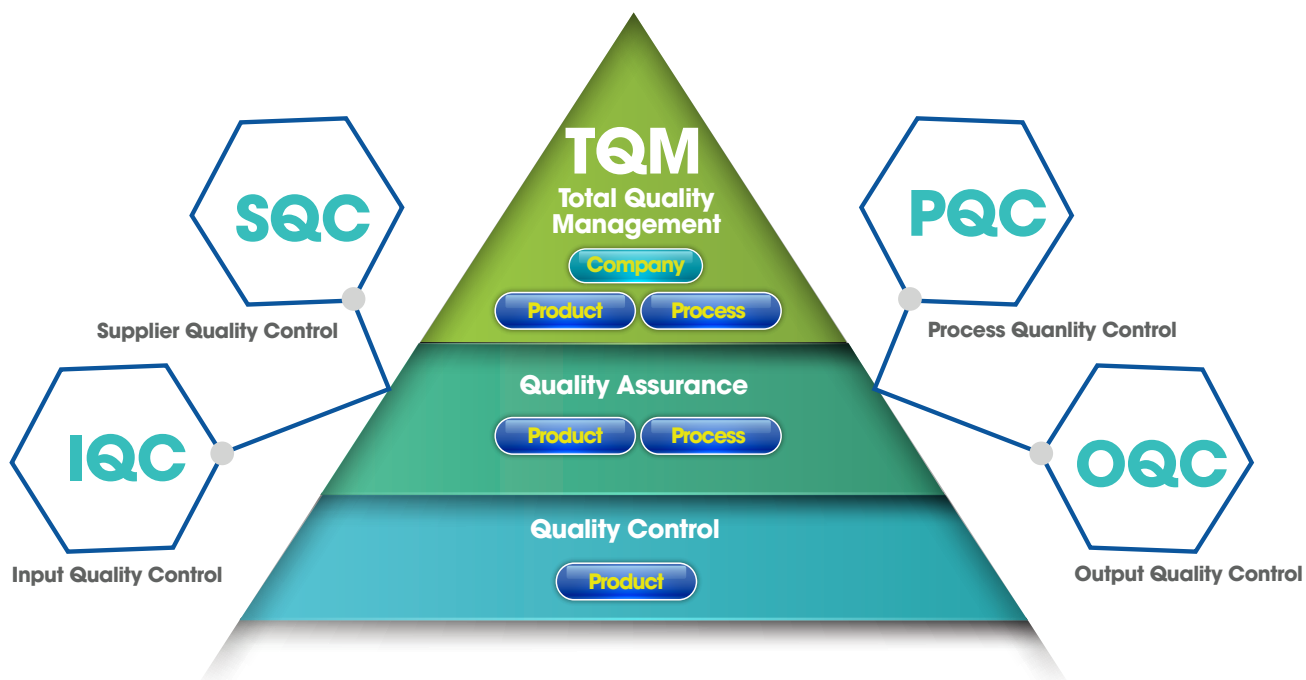 TQM
Total Quality
Management
Company
Product Process
Quality Assurance
Product Process
Quality Control
Product
SQC
Supplier Quality Control
IQC
Input Quality Control
PQC
Process Quanlity Control
OQC
Output Quality Control